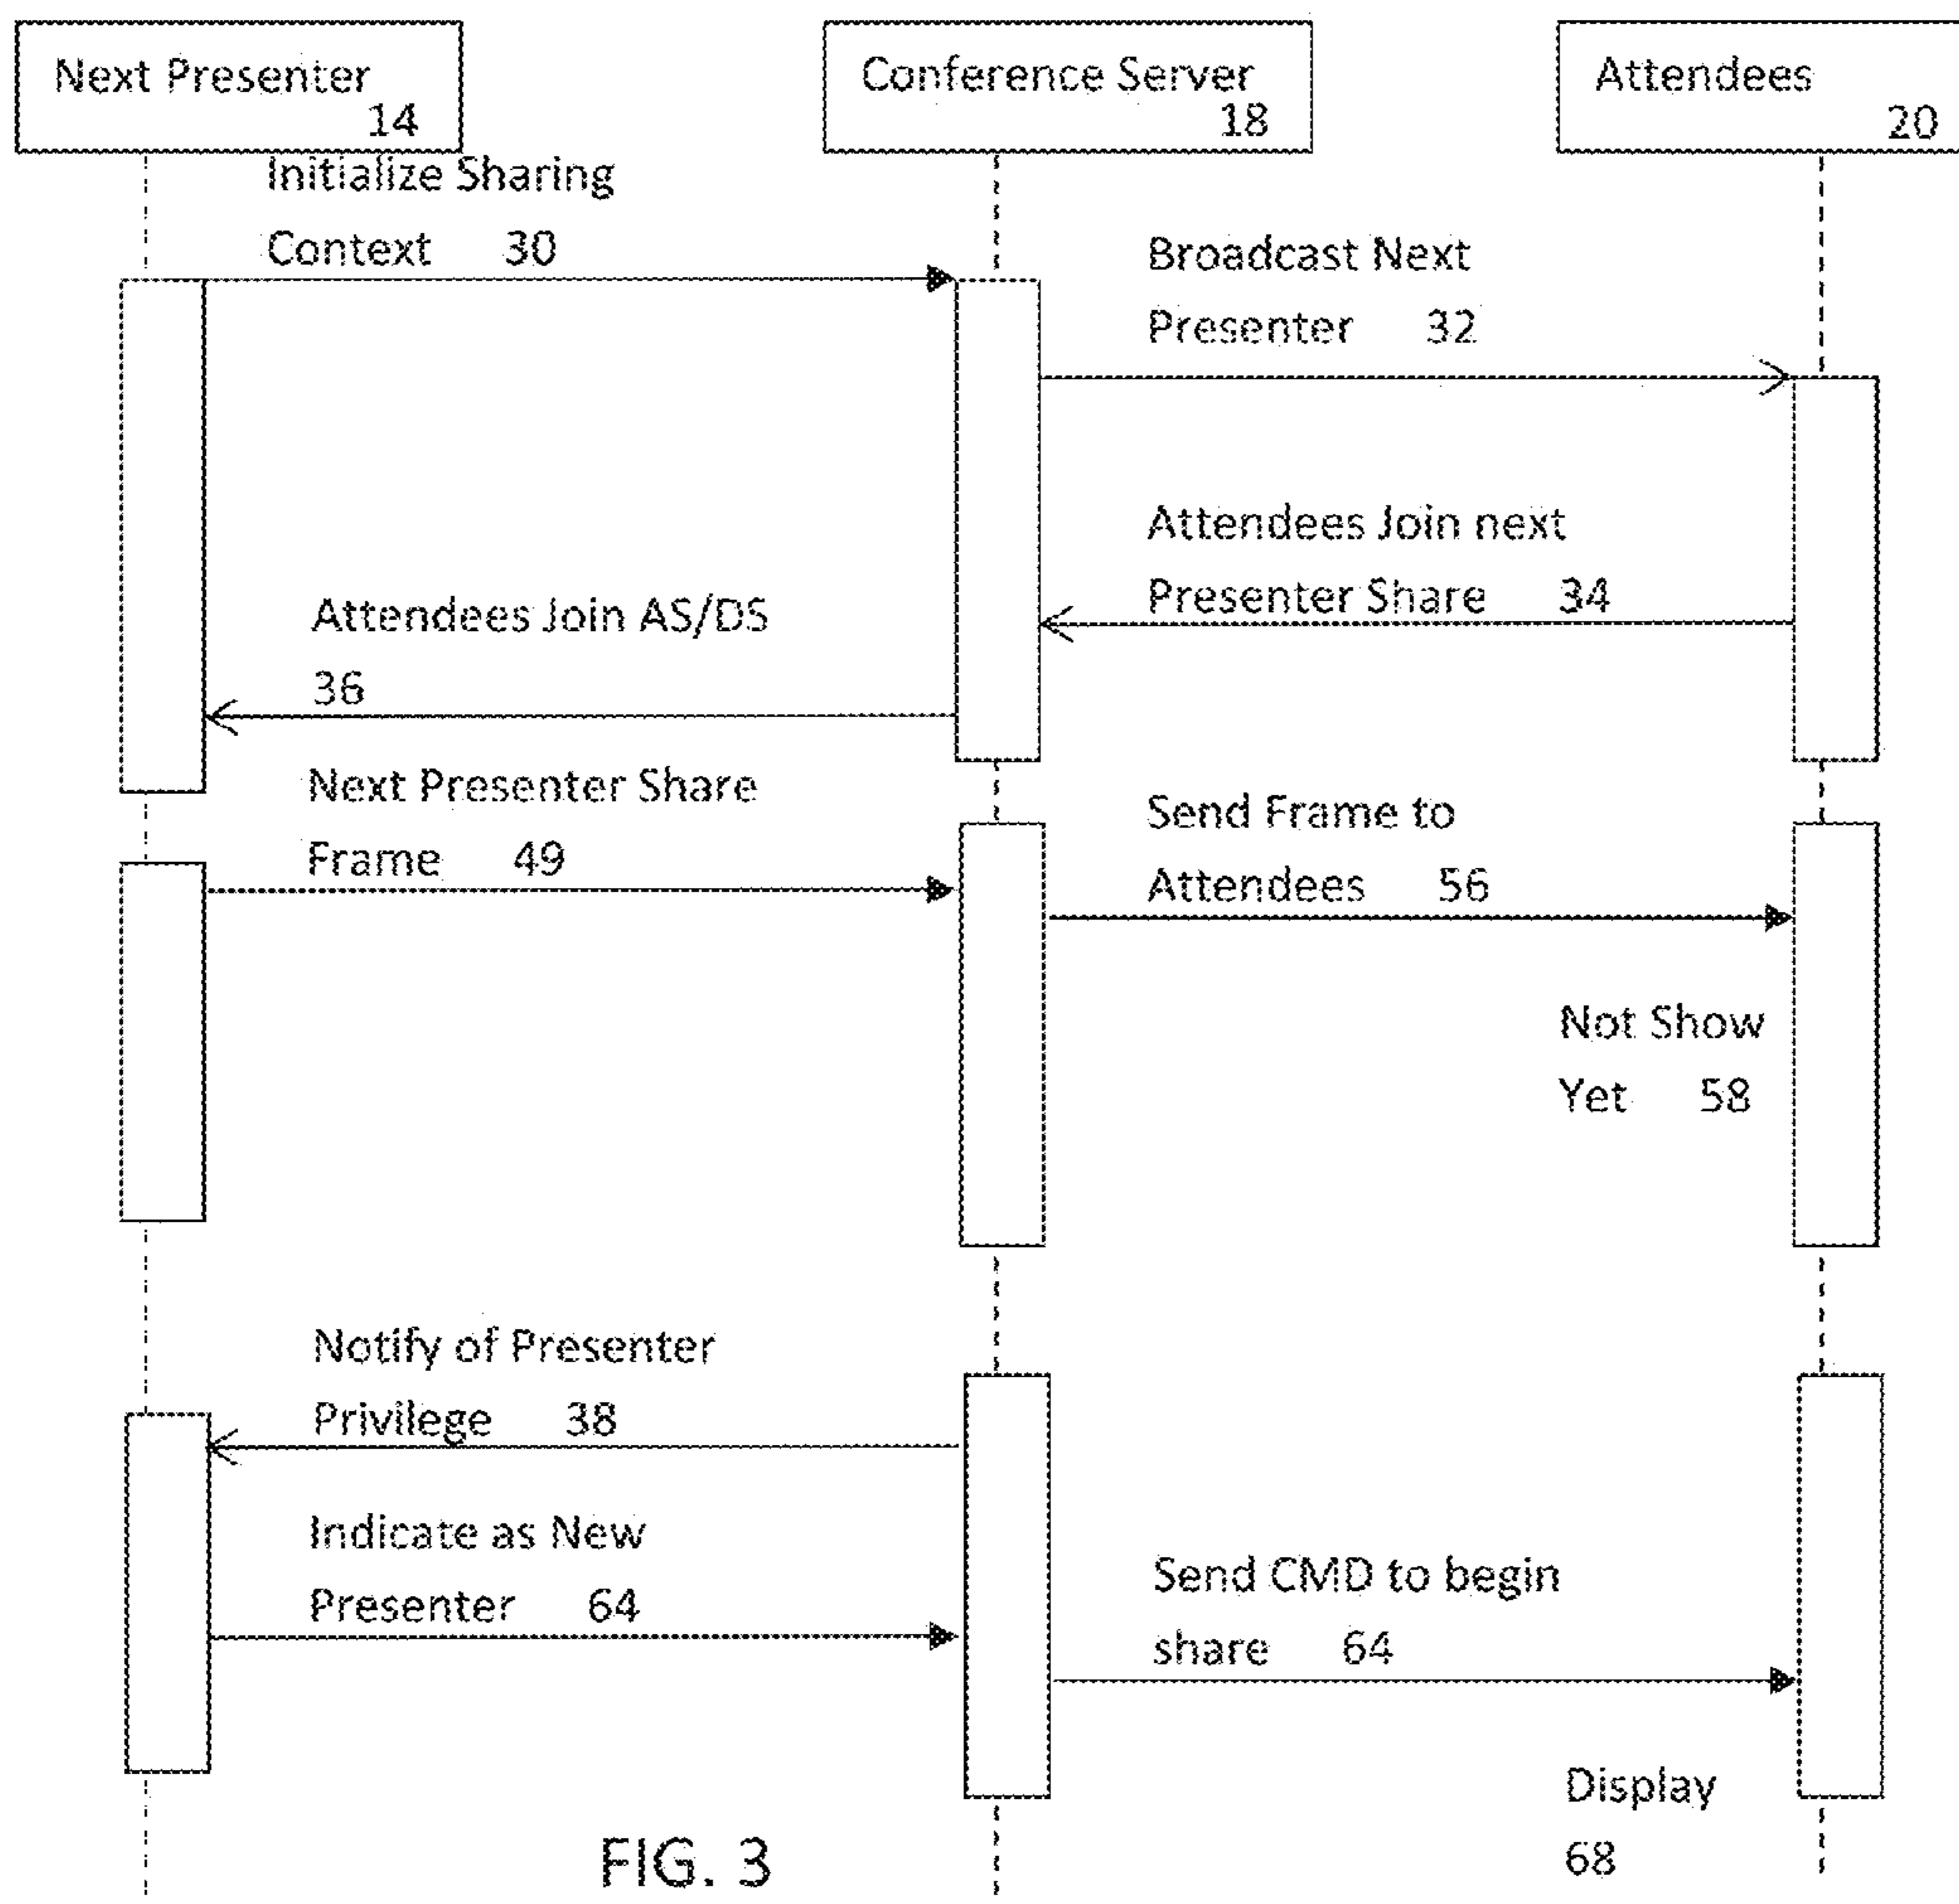 Next Presenter
14
Conference Server
18
Attendees
20
Initialize Sharing
Context 30
Broadcast Next
Presenter 32
Attendees Join next
Presenter Share 34
Attendees Join AS/DS
36
Next Presenter Share
Frame 49
Send Frame to
Attendees 56
Not Show
Yet 58
Notify of Presenter
Privilege 38
Indicate as New
Presenter 64
Send CMD to begin
share 64
Display
68
FIG. 3